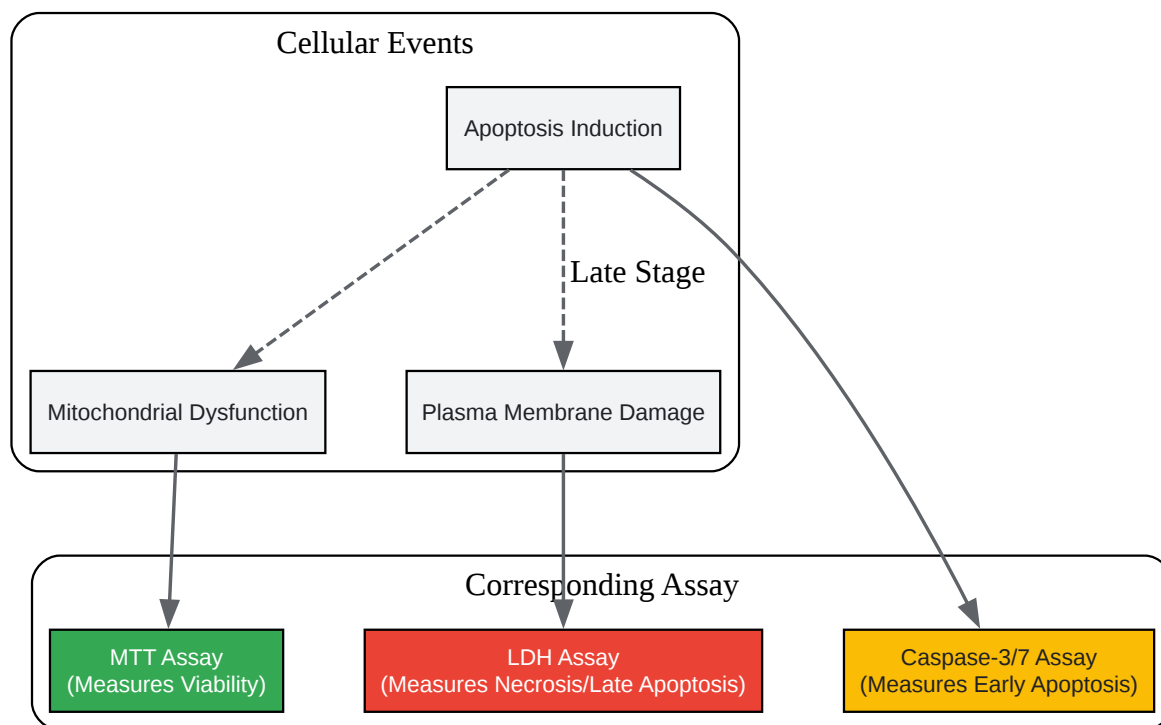 Cellular Events
Apoptosis Induction
Late Stage
Mitochondrial Dysfunction
Plasma Membrane Damage
Corresponding Assay
MTT Assay
(Measures Viability)
LDH Assay
(Measures Necrosis/Late Apoptosis)
Caspase-3/7 Assay
(Measures Early Apoptosis)